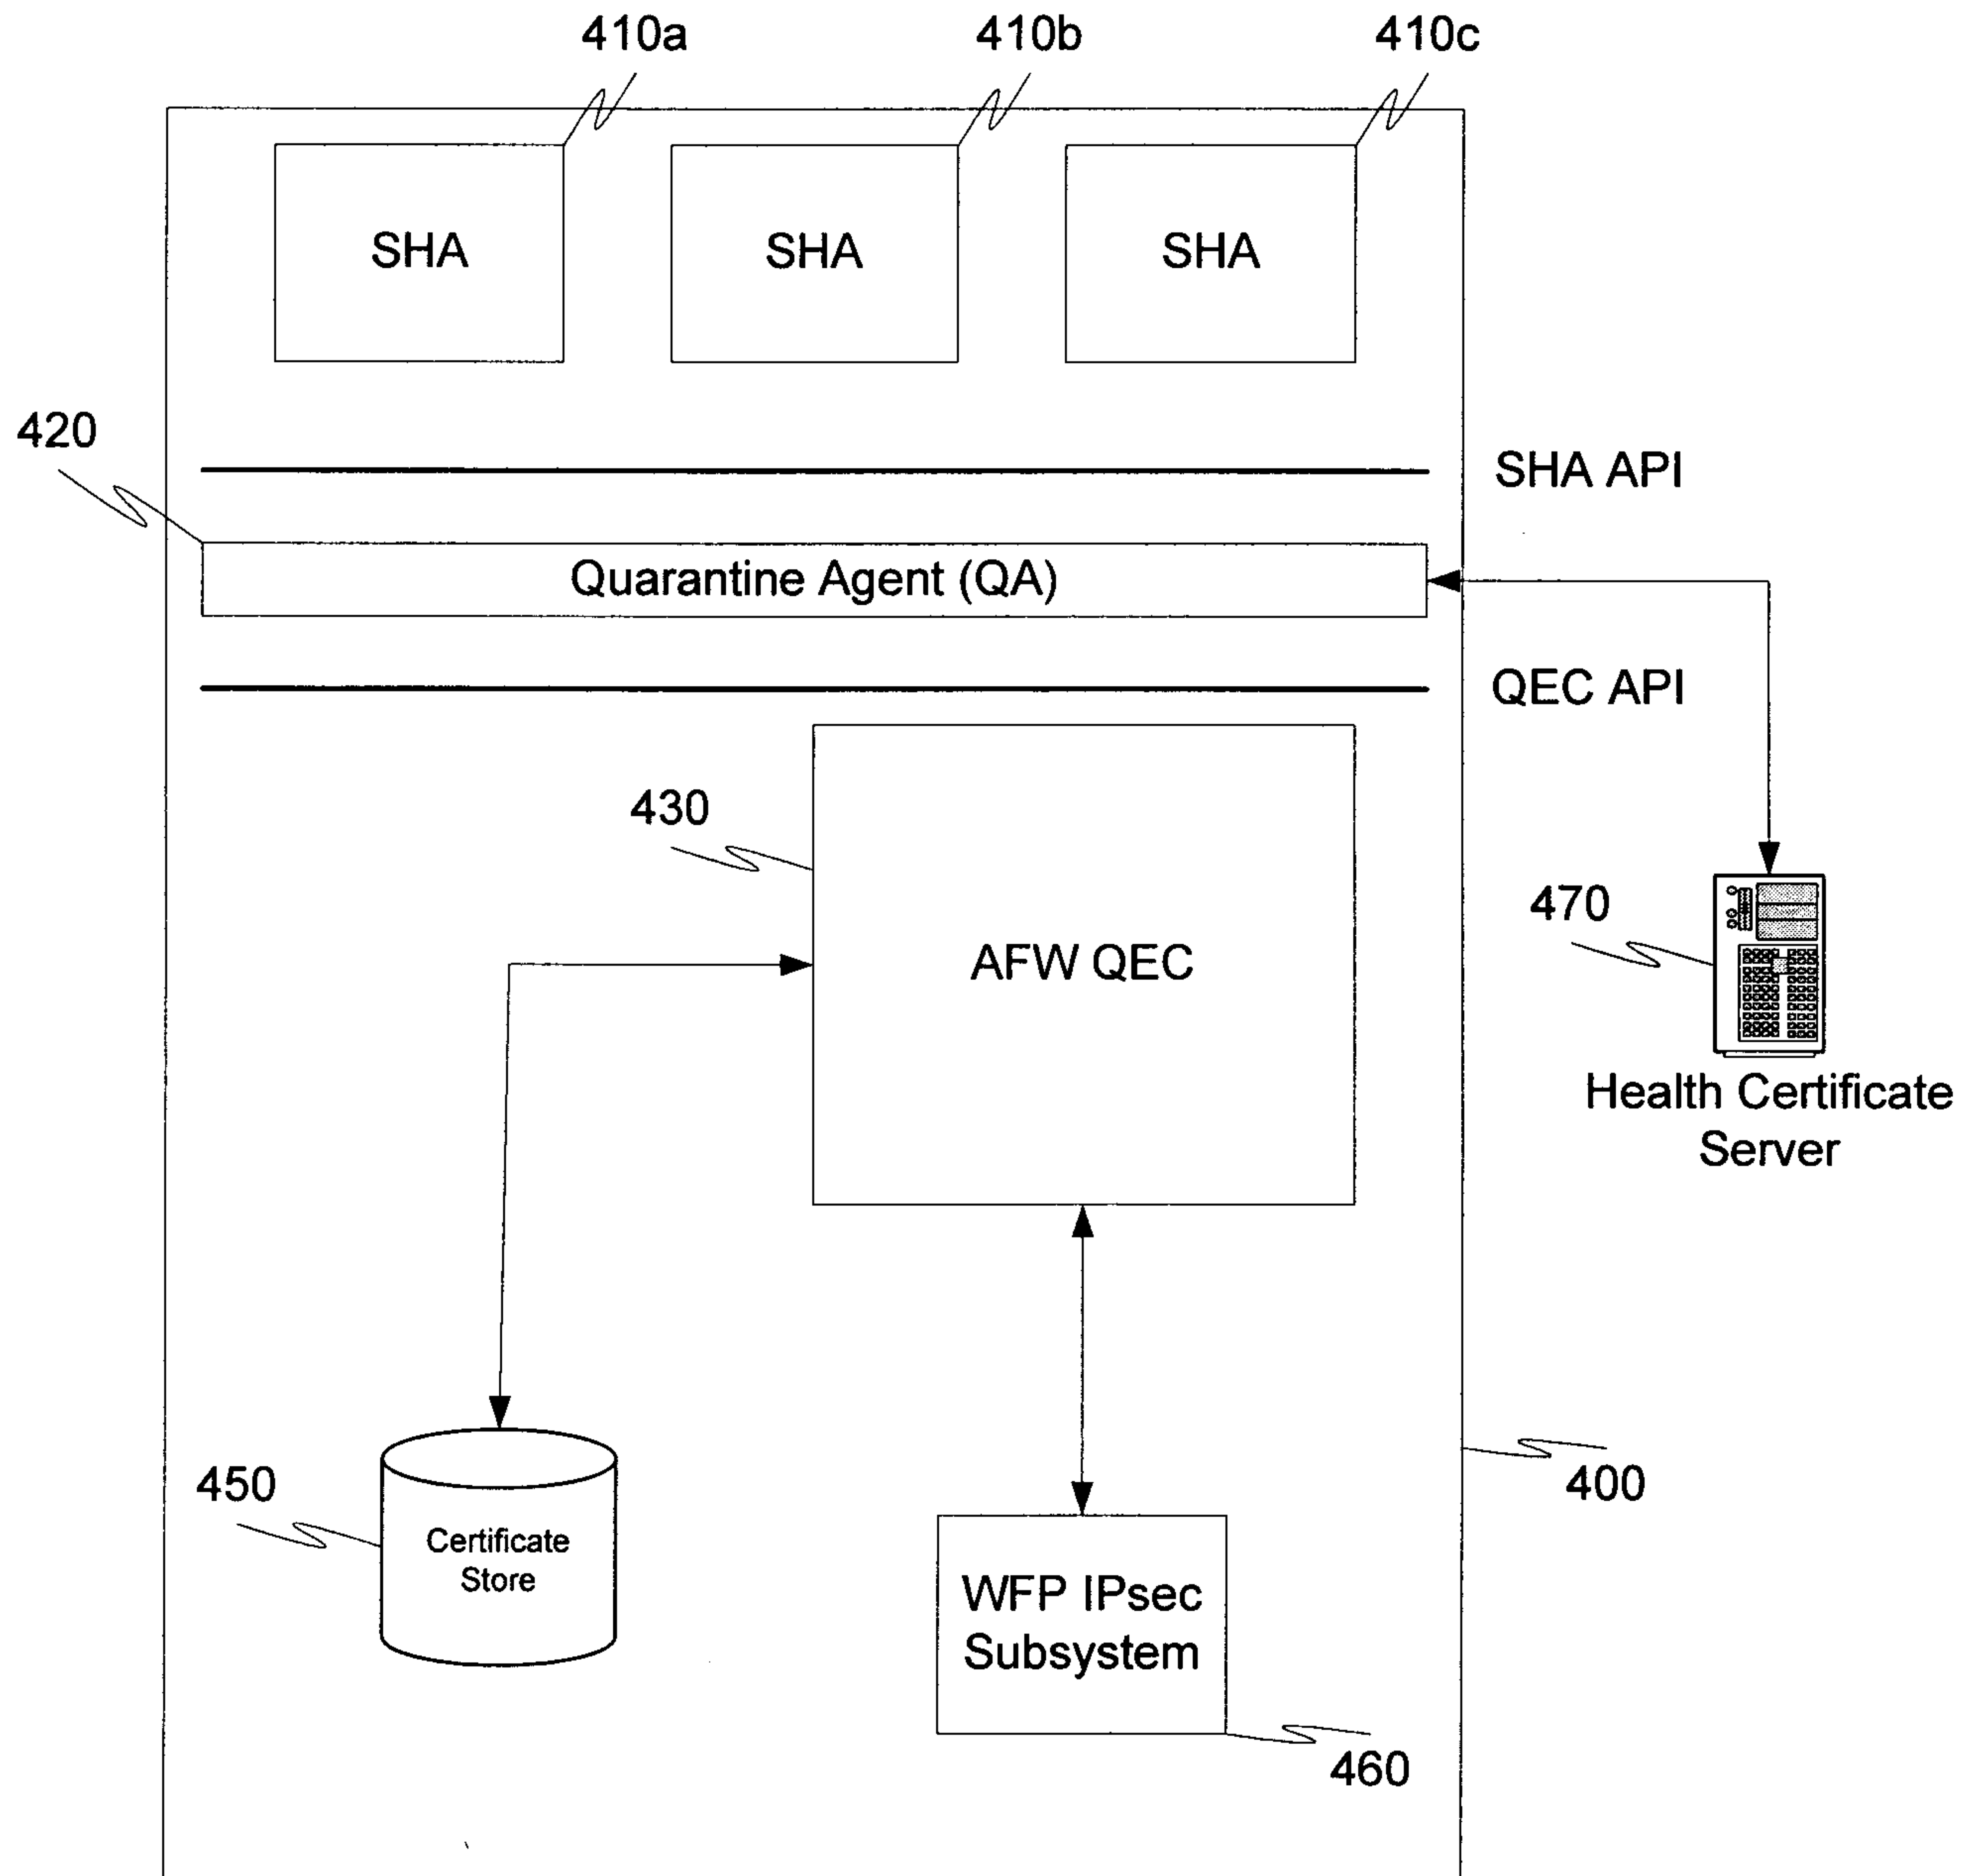 410a
410b
410c
SHA
SHA
SHA
420
SHA API
Quarantine Agent (QA)
QEC API
430
AFW QEC
470
Health Certificate
Server
450
Certificate
Store
400
WFP IPsec
Subsystem
460